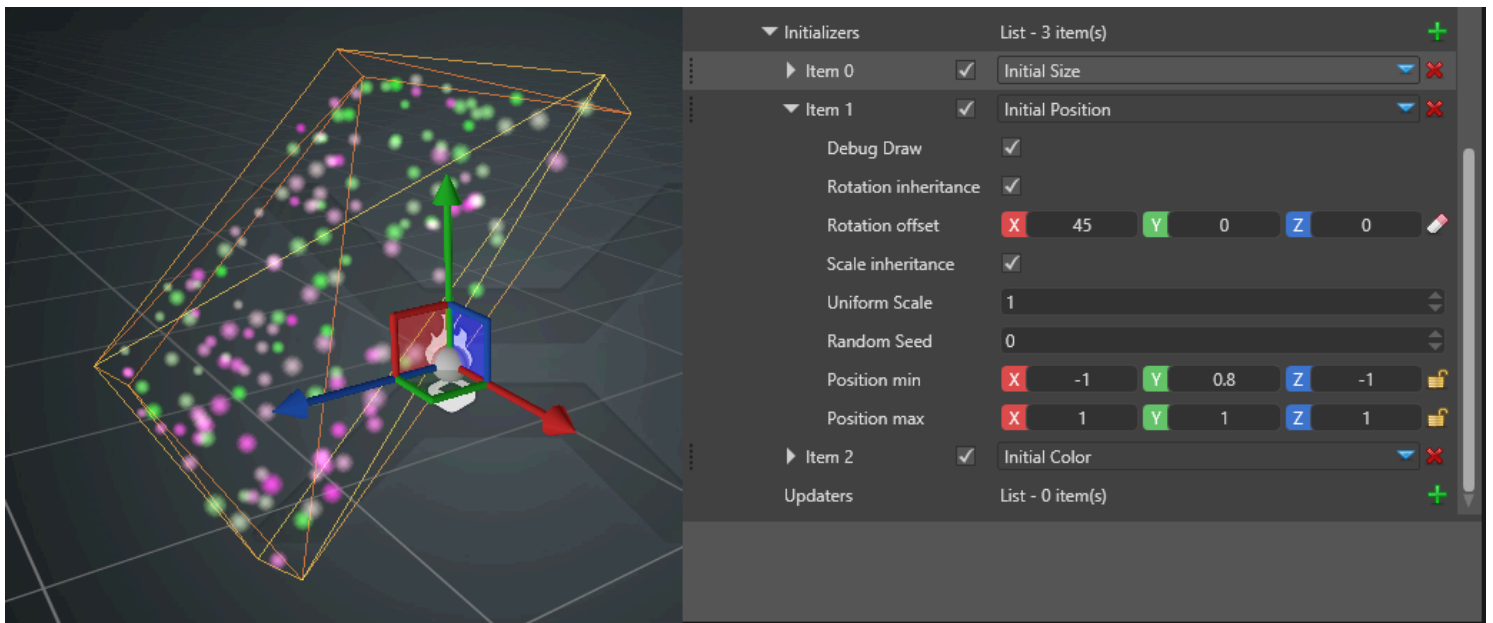 Initializers List - 3 item(s)
Item 0 Initial Size
Item 1 Initial Position
Debug Draw
Rotation inheritance
Rotation offset X 45 Y 0 Z 0
Scale inheritance
Uniform Scale 1
Random Seed 0
Position min X -1 Y 0.8 Z -1
Position max X 1 Y 1 Z 1
Item 2 Initial Color
Updaters List - 0 item(s)